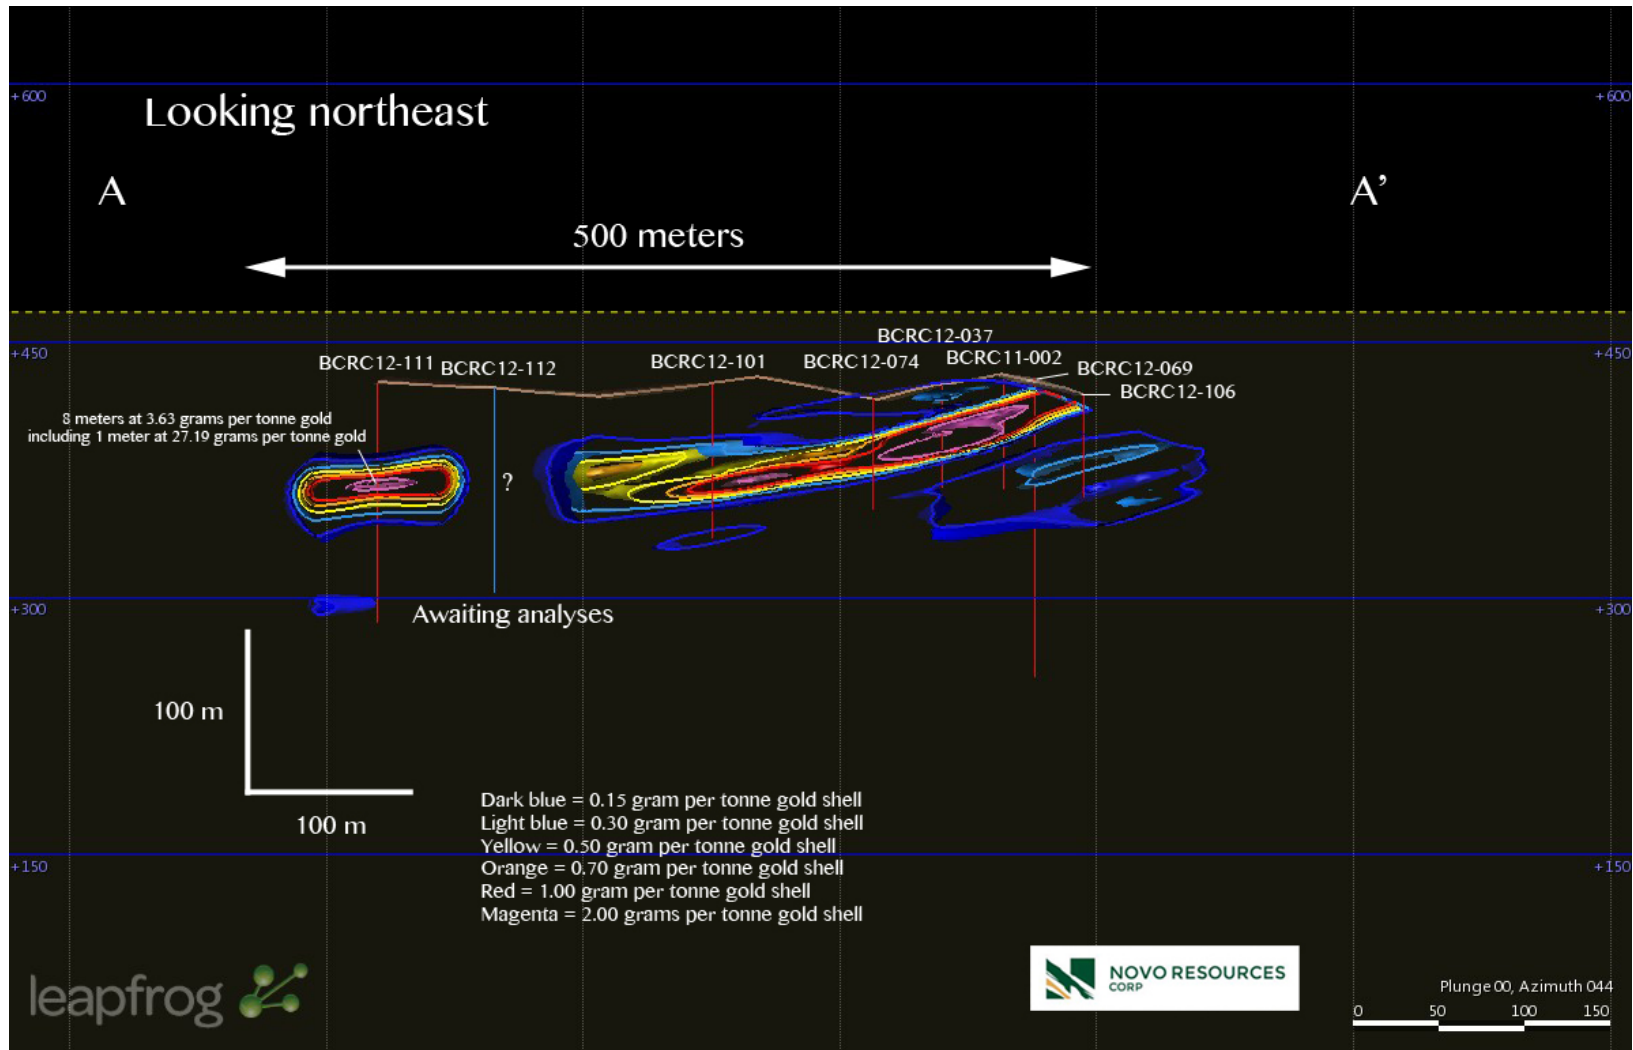 +600
+600
Looking northeast
A
A’
500 meters
BCRC12-037
+450
+450
BCRC12-111
BCRC12-112
BCRC12-101
BCRC12-074
BCRC11-002
BCRC12-069
BCRC12-106
8 meters at 3.63 grams per tonne gold
including 1 meter at 27.19 grams per tonne gold
?
+300
+300
Awaiting analyses
100 m
100 m
Dark blue = 0.15 gram per tonne gold shell
Light blue = 0.30 gram per tonne gold shell
Yellow = 0.50 gram per tonne gold shell
Orange = 0.70 gram per tonne gold shell
Red = 1.00 gram per tonne gold shell
Magenta = 2.00 grams per tonne gold shell
+150
+150
leapfrog
NOVO RESOURCES
CORP
Plunge 00, Azimuth 044
0 50 100 150